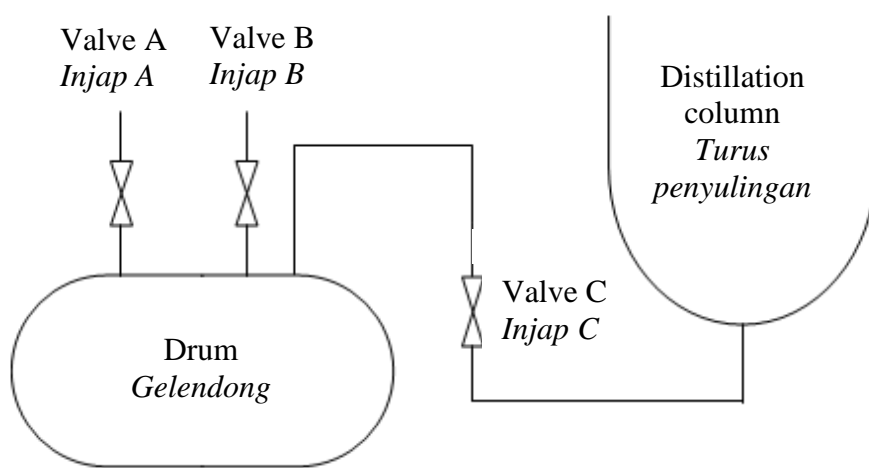 Valve A
Injap A
Valve B
Injap B
Distillation
column
Turus
penyulingan
Valve C
Injap C
Drum
Gelendong